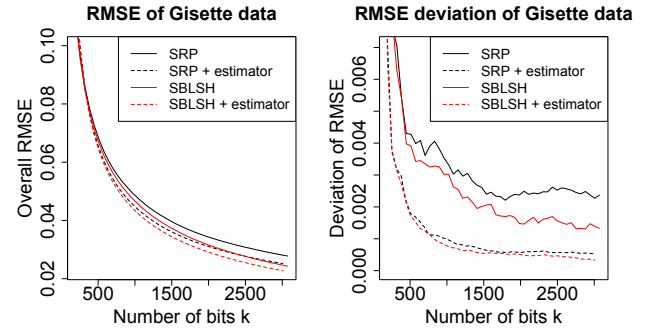 RMSE of Gisette data
Overall RMSE
0.10
0.08
0.06
0.04
0.02
SRP
SRP + estimator
SBLSH
SBLSH + estimator
500
1500
2500
Number of bits k
RMSE deviation of Gisette data
Deviation of RMSE
0.006
0.004
0.002
0.000
SRP
SRP + estimator
SBLSH
SBLSH + estimator
500
1500
2500
Number of bits k